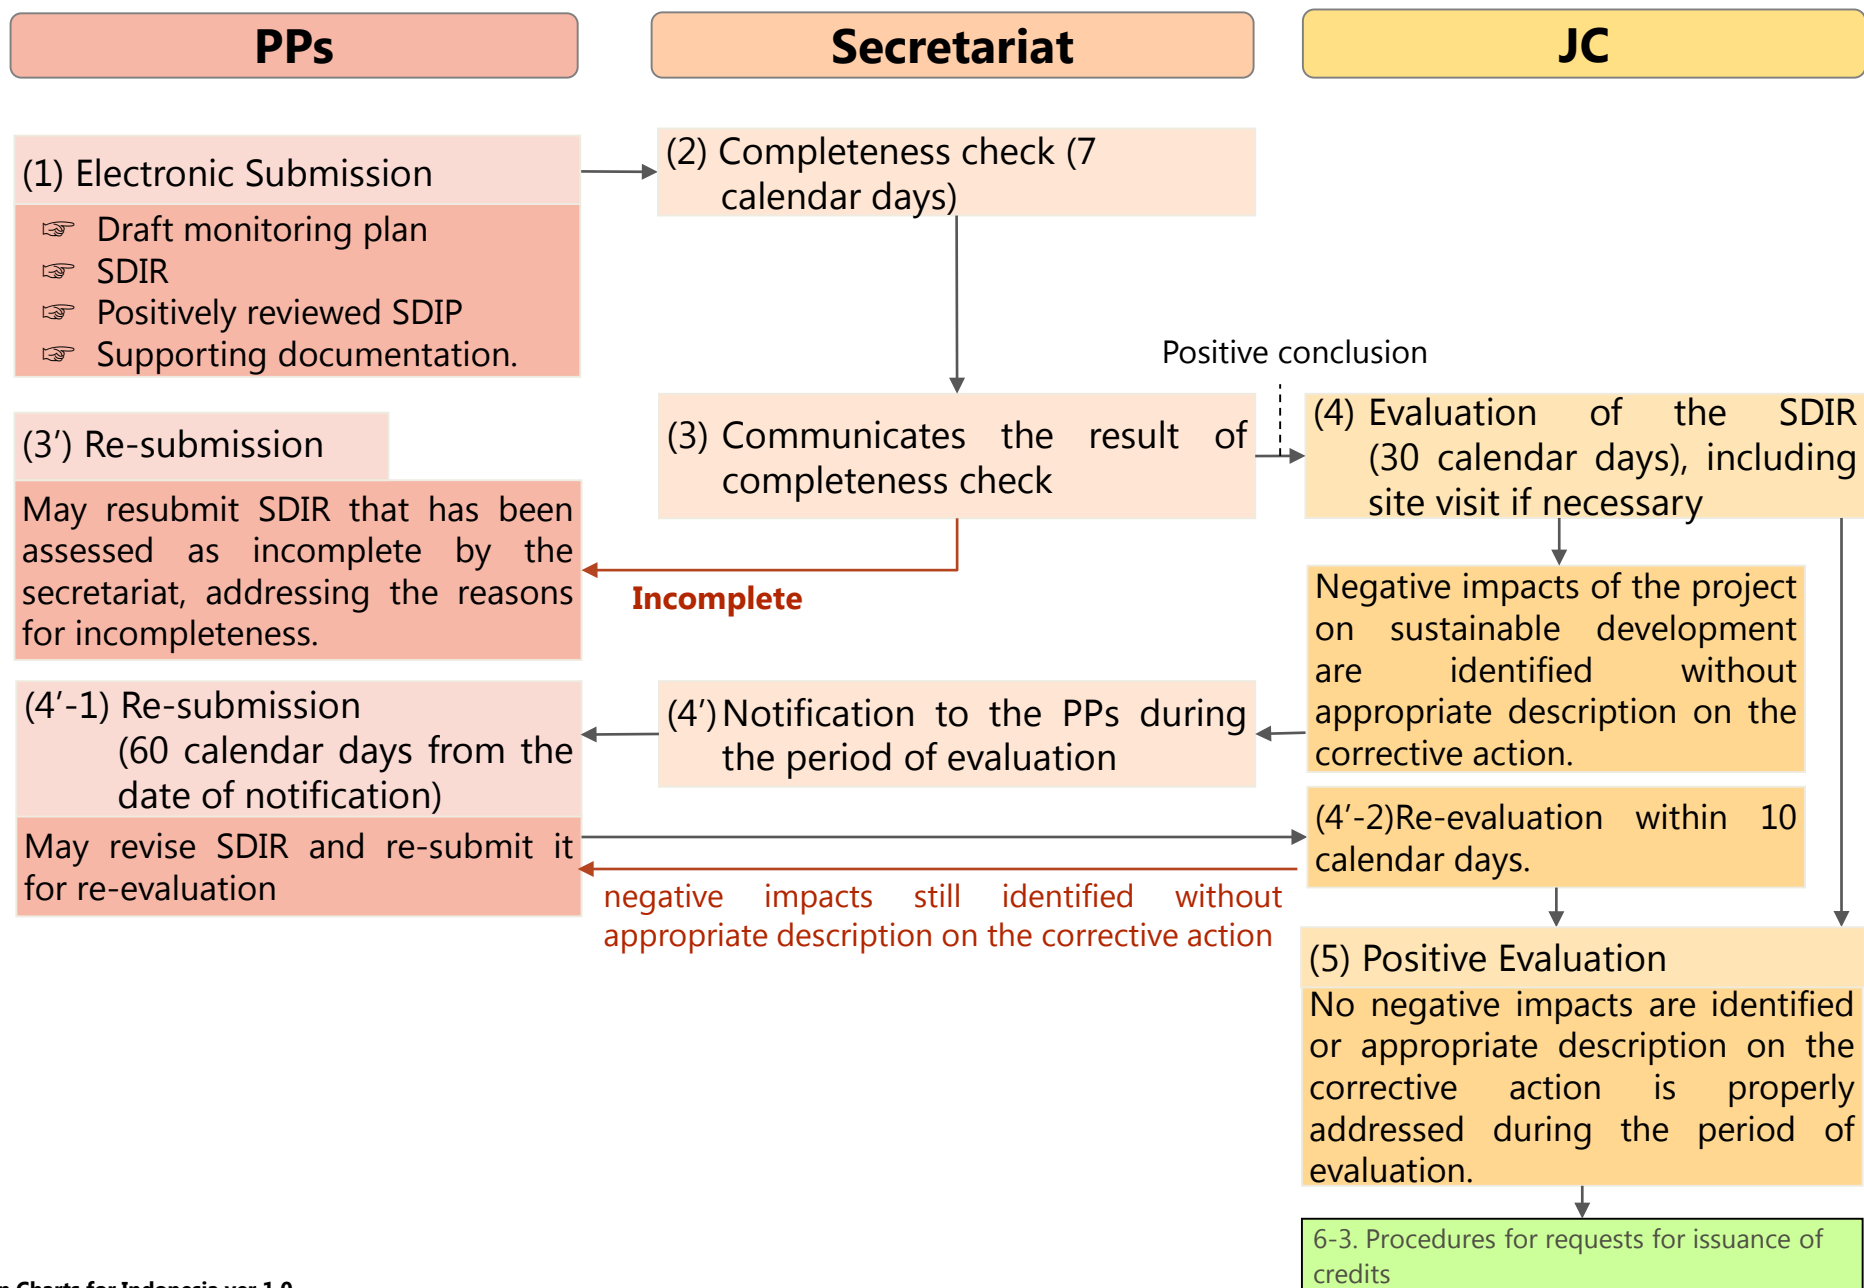 PPs
Secretariat
JC
(1) Electronic Submission
☞ Draft monitoring plan
☞ SDIR
☞ Positively reviewed SDIP
☞ Supporting documentation.
(2) Completeness check (7
calendar days)
Positive conclusion
(3) Communicates the result of
completeness check
(4) Evaluation of the SDIR
(30 calendar days), including
site visit if necessary
(3’) Re-submission
May resubmit SDIR that has been
assessed as incomplete by the
secretariat, addressing the reasons
for incompleteness.
Incomplete
Negative impacts of the project
on sustainable development
are identified without
appropriate description on the
corrective action.
(4’) Notification to the PPs during
the period of evaluation
(4’-1) Re-submission
(60 calendar days from the
date of notification)
May revise SDIR and re-submit it
for re-evaluation
(4’-2)Re-evaluation within 10
calendar days.
negative impacts still identified without
appropriate description on the corrective action
(5) Positive Evaluation
No negative impacts are identified
or appropriate description on the
corrective action is properly
addressed during the period of
evaluation.
6-3. Procedures for requests for issuance of
credits
Charts for Indonesia ver 1.0